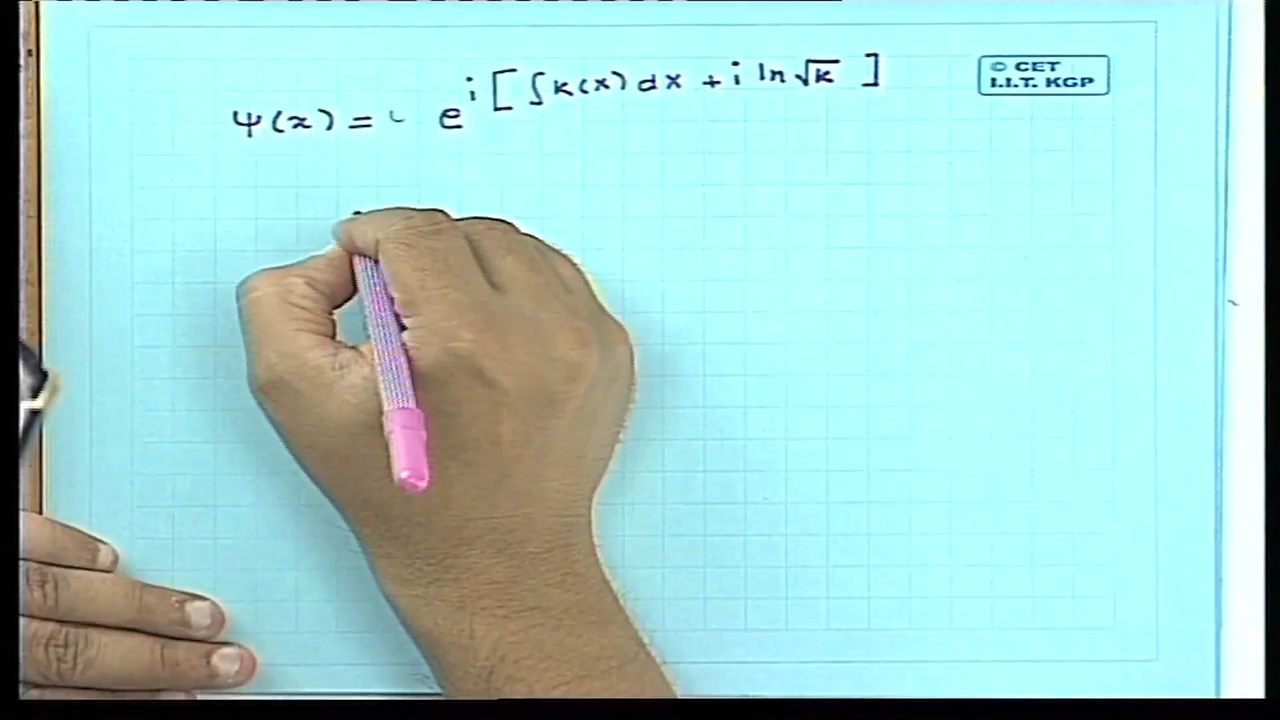 ψ(x) = e^{i [ ∫k(x) dx + i ln √k ]}
© CET
I.I.T. KGP